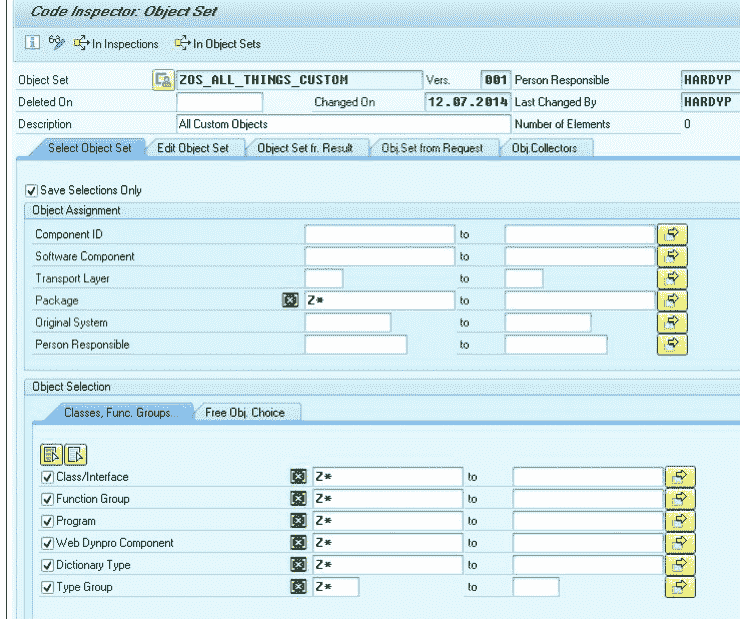 Code Inspector: Object Set
In Inspections In Object Sets
Object Set ZOS_ALL_THINGS_CUSTOM Vers. 001 Person Responsible HARDYP
Deleted On Changed On 12.07.2014 Last Changed By HARDYP
Description All Custom Objects Number of Elements 0
Select Object Set Edit Object Set Object Set fr. Result Obj.Set from Request Obj.Collectors
Save Selections Only
Object Assignment
Component ID to
Software Component to
Transport Layer to
Package Z* to
Original System to
Person Responsible to
Object Selection
Classes, Func. Groups... Free Obj. Choice
Class/Interface Z* to
Function Group Z* to
Program Z* to
Web Dynpro Component Z* to
Dictionary Type Z* to
Type Group Z* to